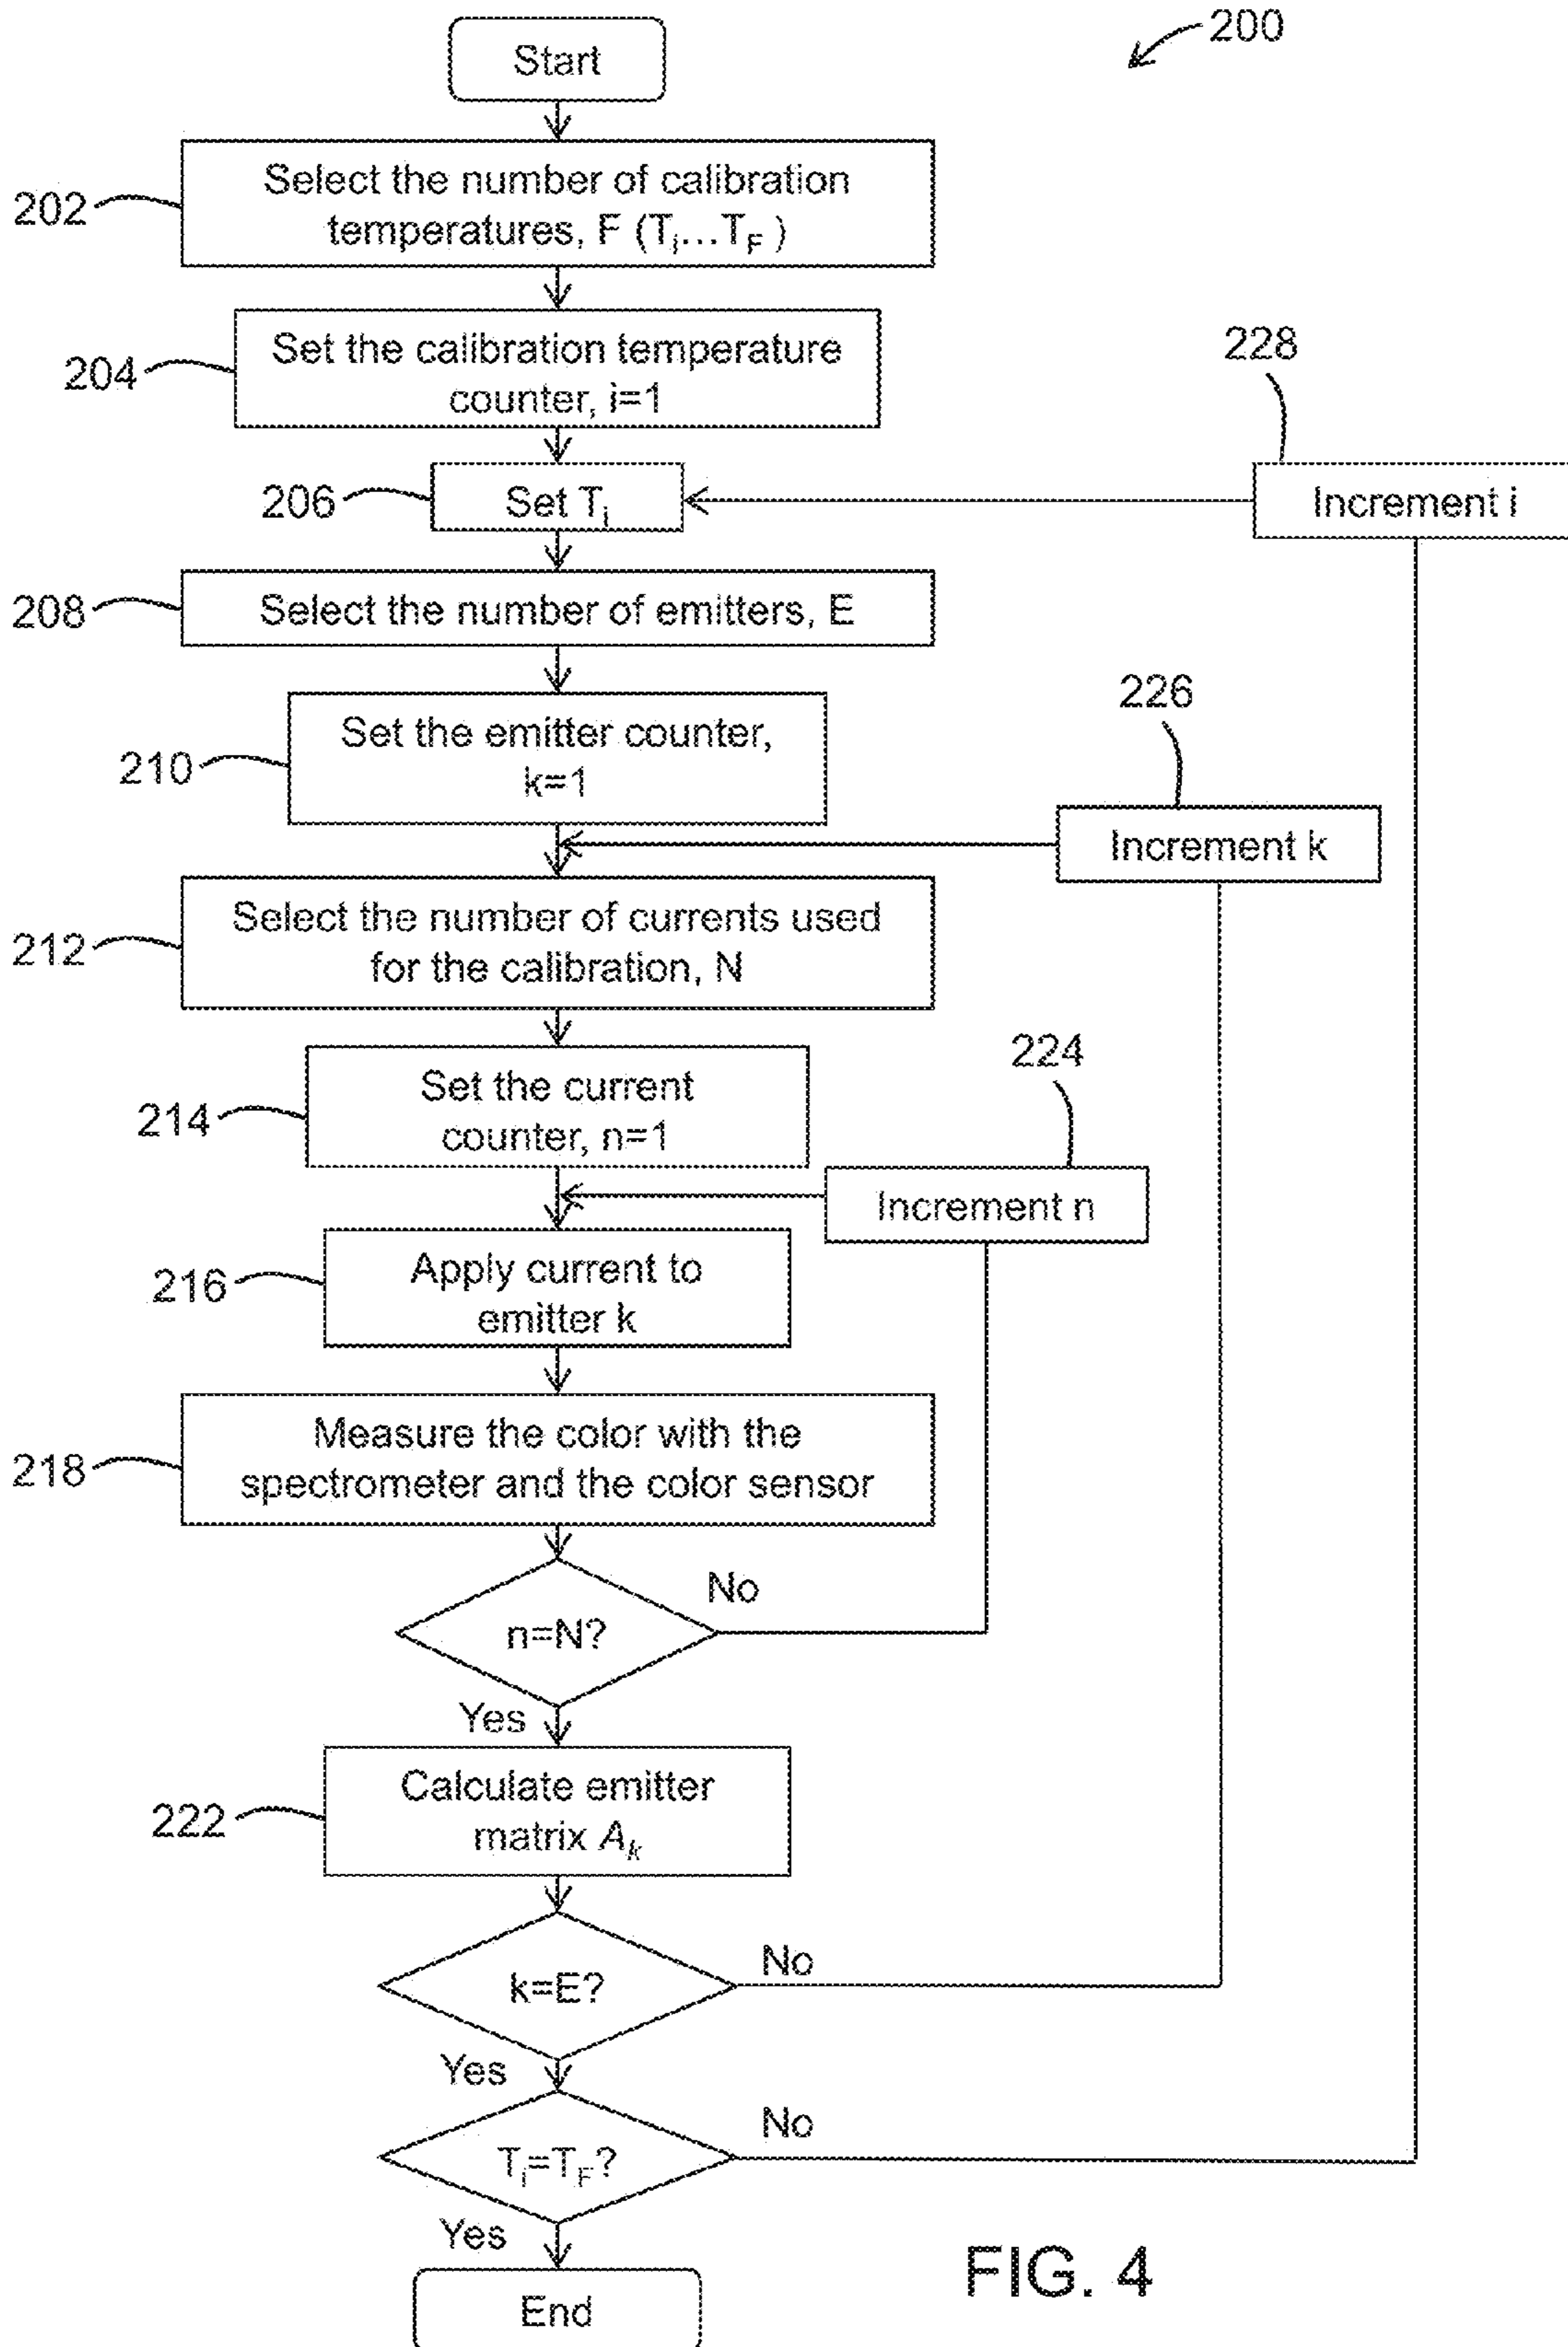 200
Start
202
Select the number of calibration
temperatures, F (Ti...TF )
204
Set the calibration temperature
counter, i=1
228
206
Set Ti
Increment i
208
Select the number of emitters, E
226
210
Set the emitter counter,
k=1
Increment k
212
Select the number of currents used
for the calibration, N
224
214
Set the current
counter, n=1
Increment n
216
Apply current to
emitter k
218
Measure the color with the
spectrometer and the color sensor
No
n=N?
Yes
222
Calculate emitter
matrix Ak
No
k=E?
Yes
No
Ti=TF?
Yes
End
FIG. 4